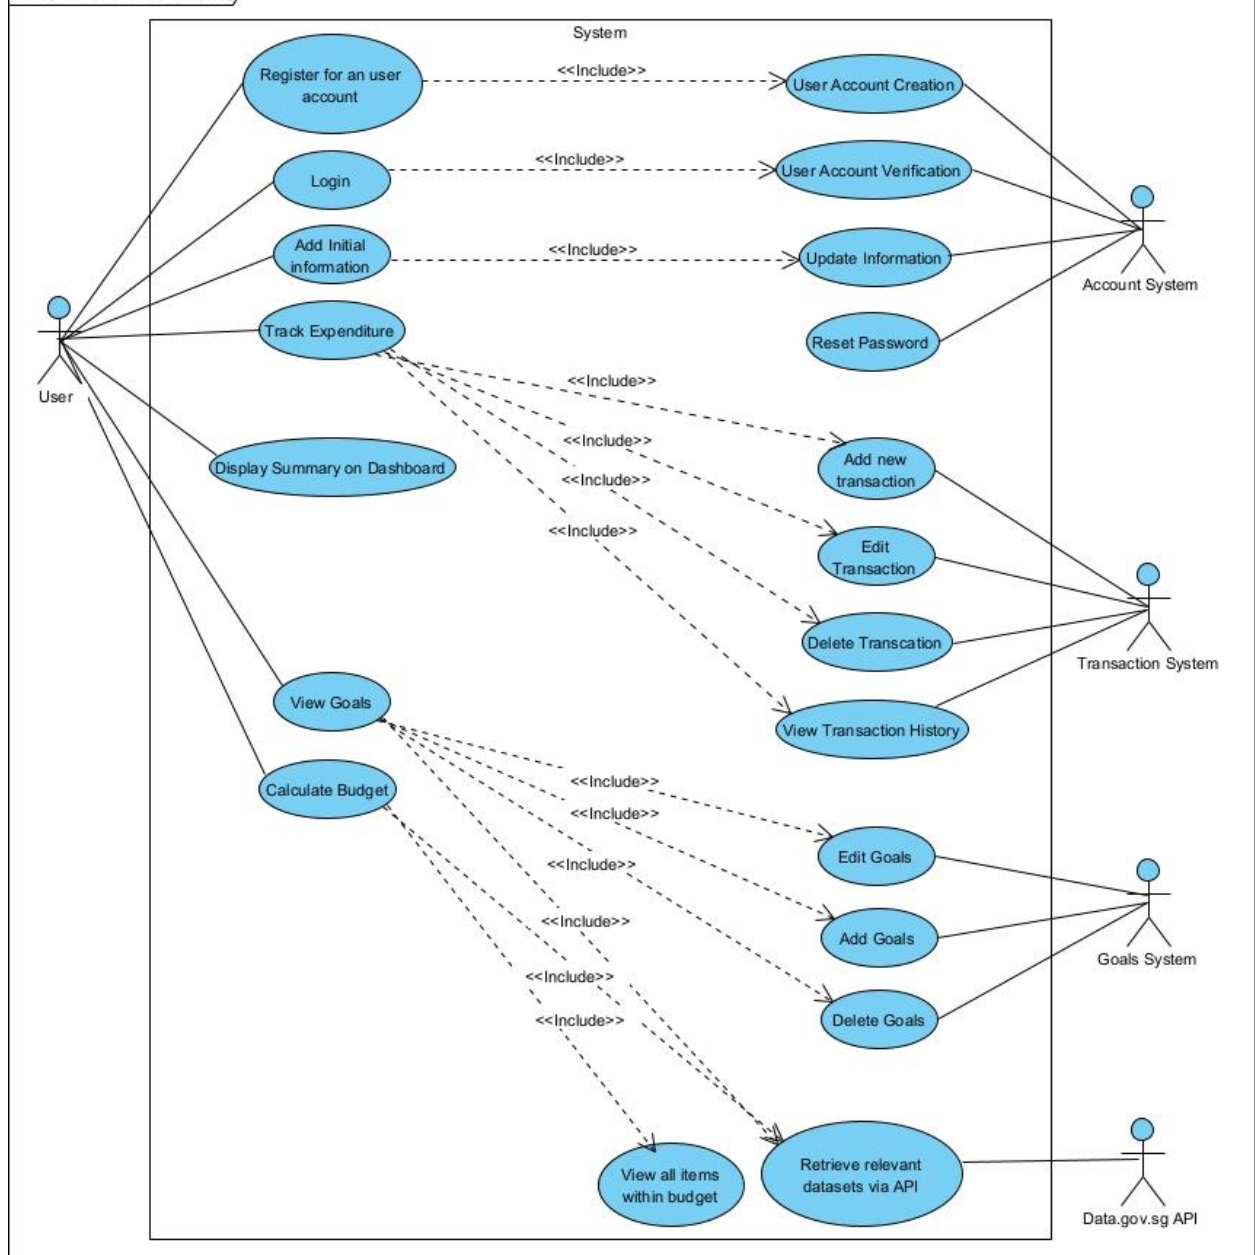 System
Register for an user
account
<<Include>>
User Account Creation
Login
<<Include>>
User Account Verification
Add Initial
information
<<Include>>
Update Information
Account System
Track Expenditure
Reset Password
User
<<Include>>
<<Include>>
<<Include>>
<<Include>>
Add new
transaction
Display Summary on Dashboard
Edit
Transaction
Delete Transcation
Transaction System
View Transaction History
View Goals
Calculate Budget
<<Include>>
<<Include>>
<<Include>>
<<Include>>
<<Include>>
<<Include>>
Edit Goals
Add Goals
Goals System
Delete Goals
View all items
within budget
Retrieve relevant
datasets via API
Data.gov.sg API